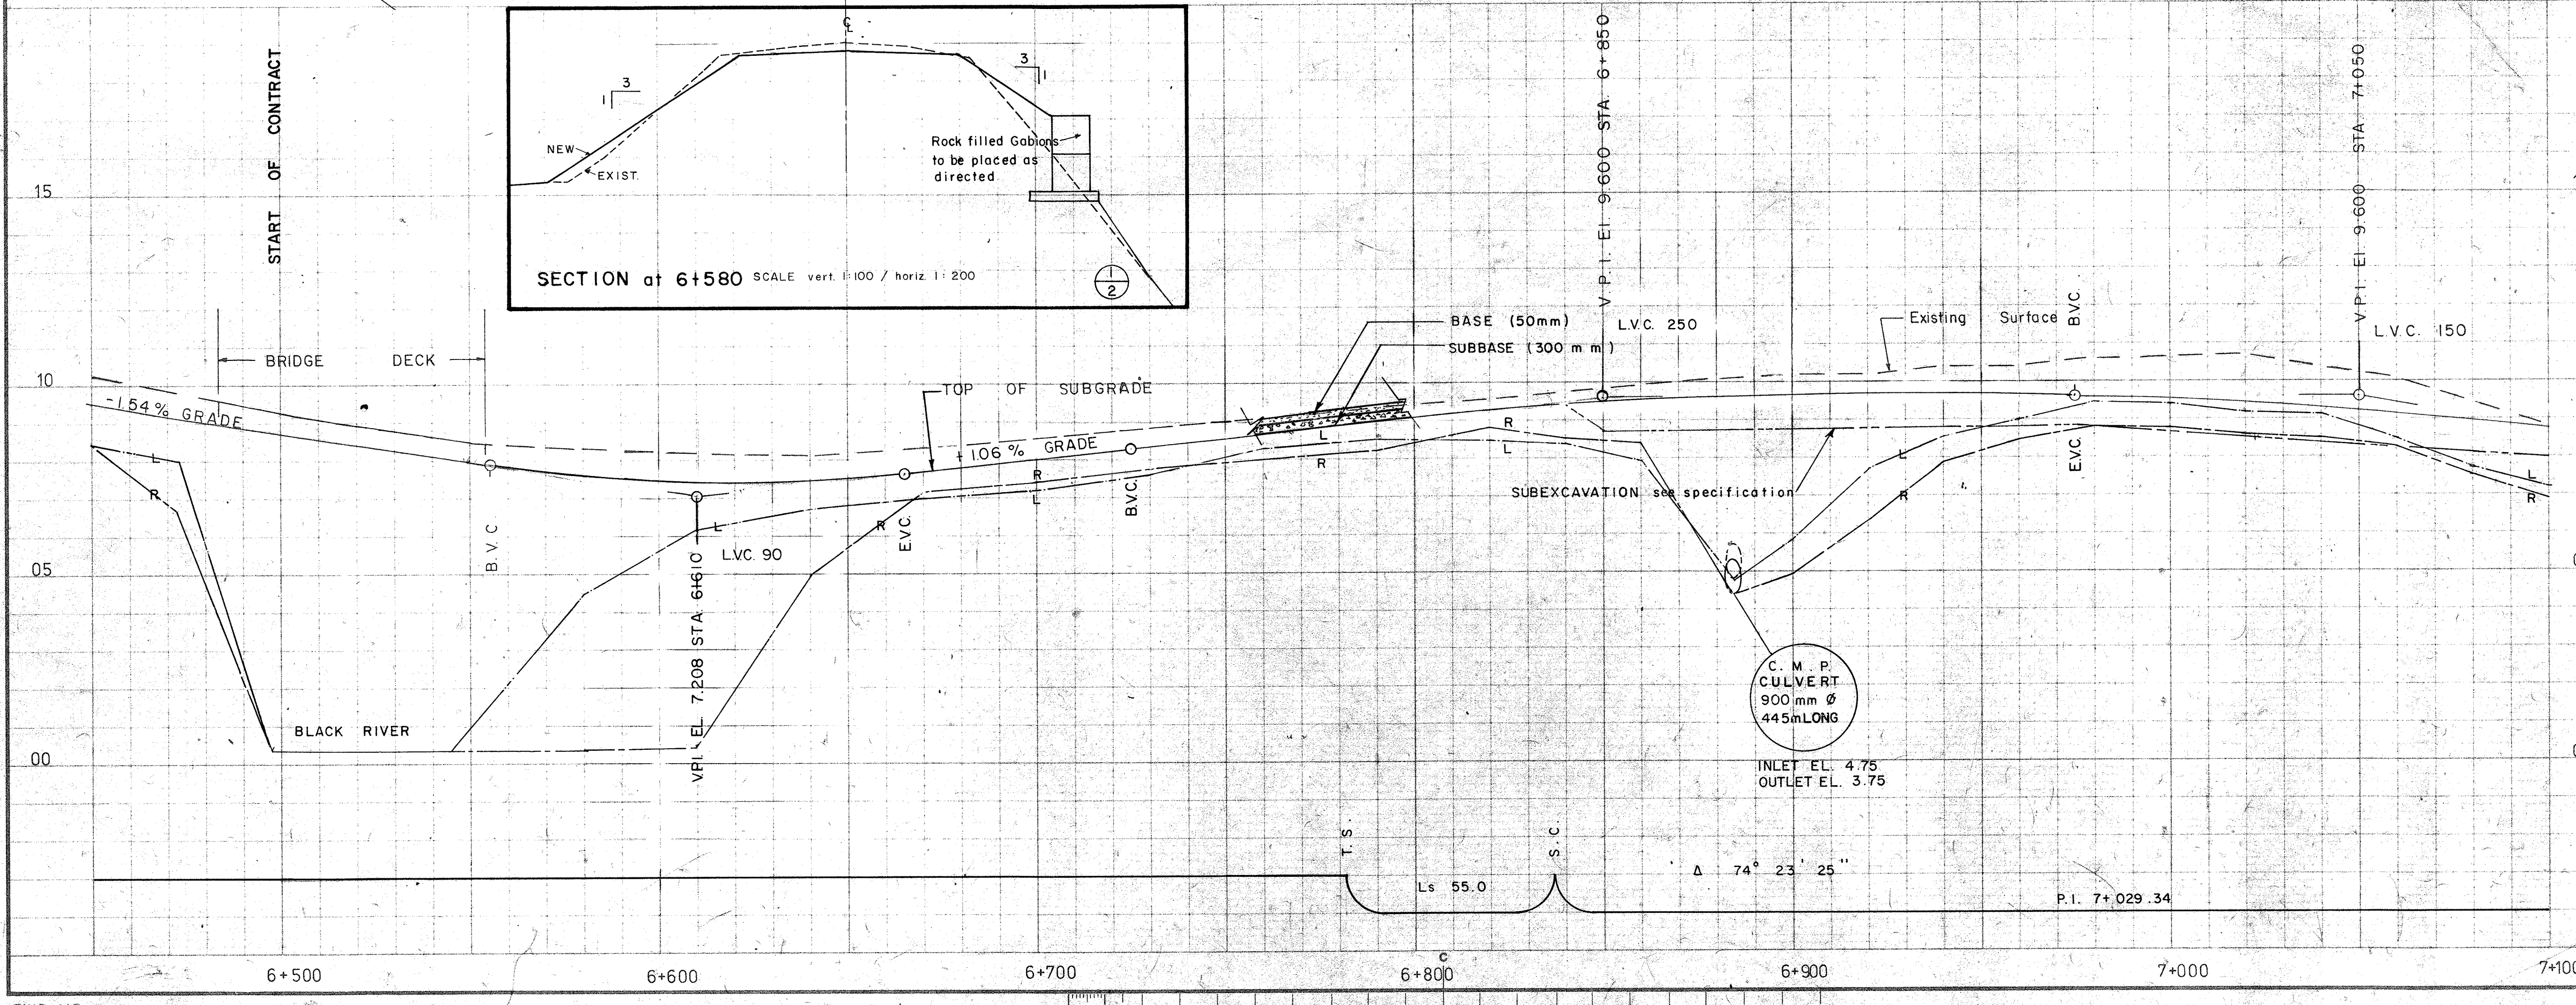 START OF CONTRACT
℄
3
1
3
1
NEW
EXIST.
Rock filled Gabions
to be placed as
directed
SECTION at 6+580 SCALE vert. 1:100 / horiz. 1:200
1
2
V.P.I. El. 9.600 STA. 6+850
V.P.I. El. 9.600 STA. 7+050
15
10
05
00
BRIDGE DECK
-1.54% GRADE
TOP OF SUBGRADE
BASE (50mm)
SUBBASE (300 mm)
L.V.C. 250
Existing Surface
B.V.C.
L.V.C. 150
+1.06% GRADE
L
R
L
R
R
L
R
L
L
R
R
L
L
R
L
R
B.V.C
E.V.C.
B.V.C.
E.V.C.
L.V.C. 90
V.P.I. EL. 7.208 STA. 6+610
SUBEXCAVATION see specification
BLACK RIVER
C. M. P.
CULVERT
900 mm Ø
445mLONG
INLET EL. 4.75
OUTLET EL. 3.75
T.S.
S.C.
Ls 55.0
Δ 74° 23' 25"
P.I. 7+029.34
6+500
6+600
6+700
6+800
6+900
7+000
7+100
C